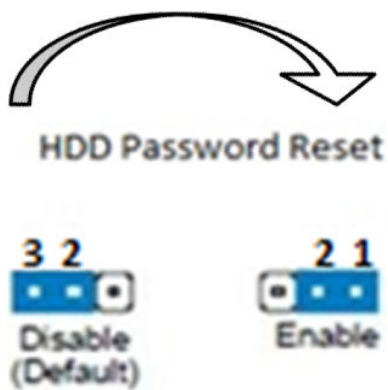 HDD Password Reset
3 2
2 1
Disable
(Default)
Enable